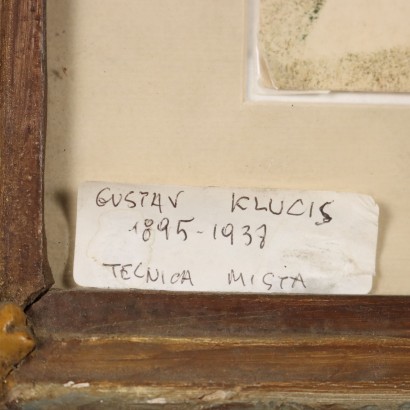 GUSTAV KLUCIS
1895-1938
TECNICA MISTA